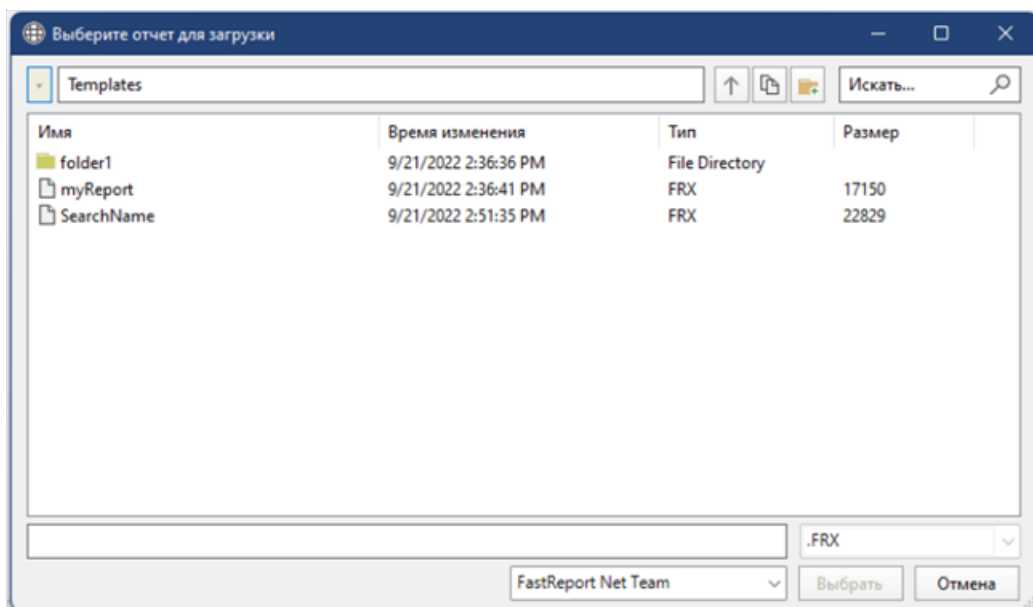 Выберите отчет для загрузки
Templates Искать...
Имя Время изменения Тип Размер
folder1 9/21/2022 2:36:36 PM File Directory
myReport 9/21/2022 2:36:41 PM FRX 17150
SearchName 9/21/2022 2:51:35 PM FRX 22829
.FRX
FastReport Net Team Выбрать Отмена